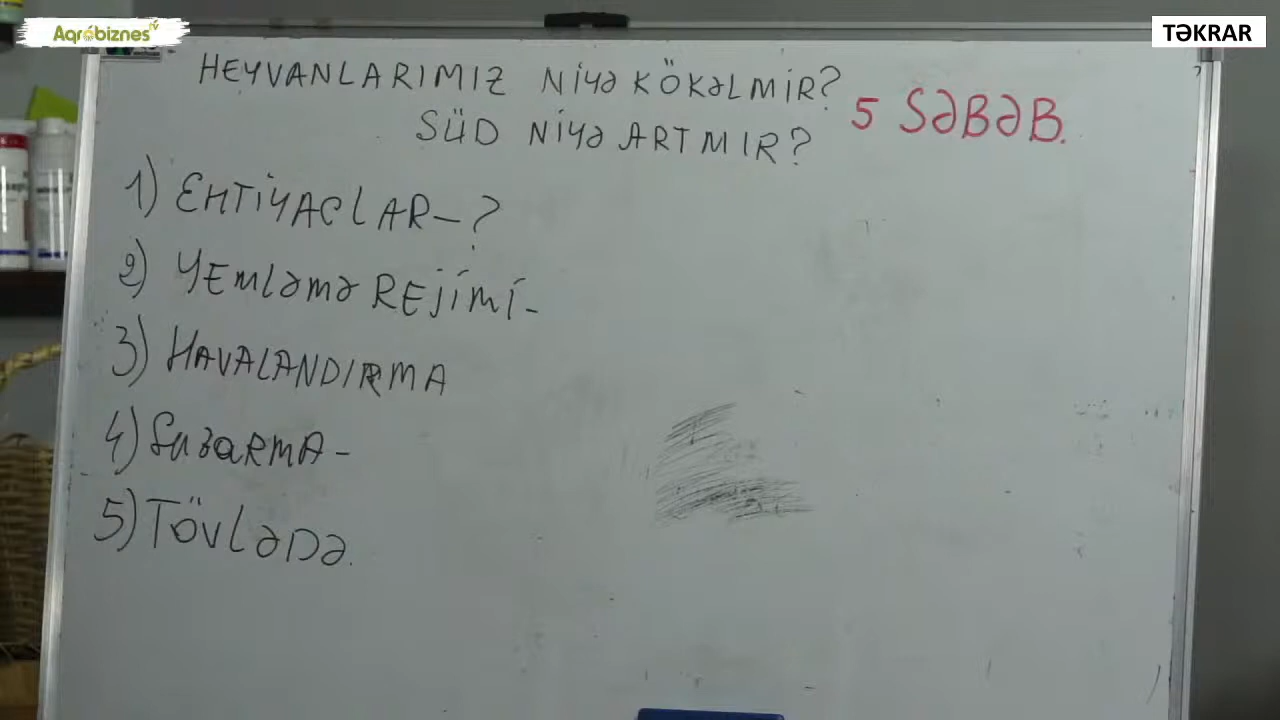 Aqrobiznes TV
TƏKRAR
HEYVANLARIMIZ NİYƏ KÖKƏLMİR?
SÜD NİYƏ ARTMIR?
5 SƏBƏB.
1) EHTİYACLAR-?
2) YEMLƏMƏ REJİMİ-
3) HAVALANDIRMA
4) SUVARMA-
5) TÖVLƏDƏ.